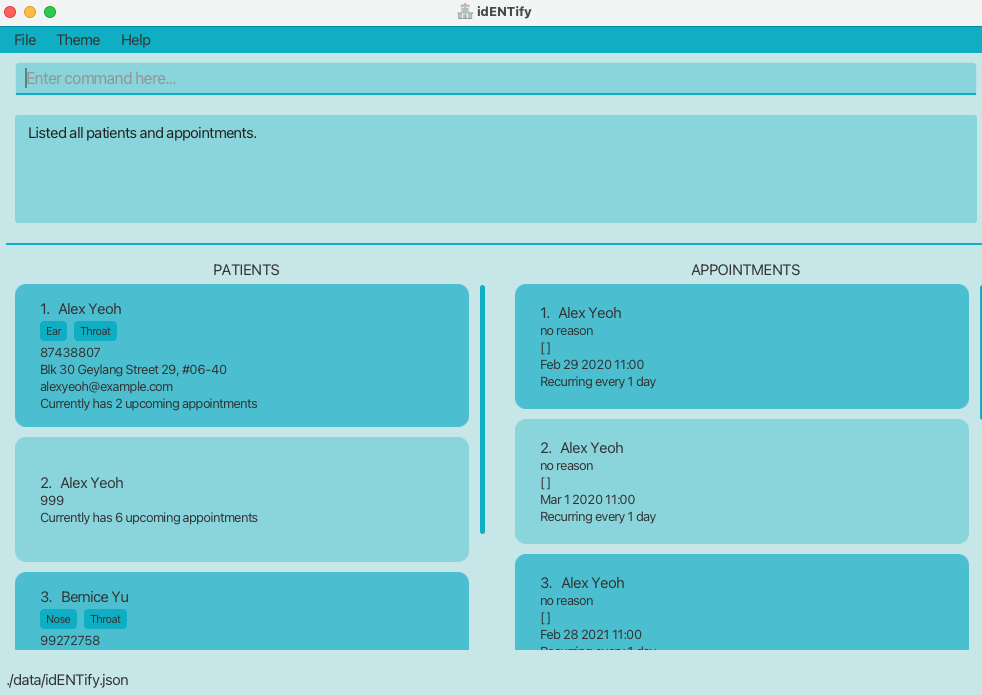 idENTify
File Theme Help
Enter command here...
Listed all patients and appointments.
PATIENTS
1. Alex Yeoh
Ear Throat
87438807
Blk 30 Geylang Street 29, #06-40
alexyeoh@example.com
Currently has 2 upcoming appointments
2. Alex Yeoh
999
Currently has 6 upcoming appointments
3. Bernice Yu
Nose Throat
99272758
APPOINTMENTS
1. Alex Yeoh
no reason
[ ]
Feb 29 2020 11:00
Recurring every 1 day
2. Alex Yeoh
no reason
[ ]
Mar 1 2020 11:00
Recurring every 1 day
3. Alex Yeoh
no reason
[ ]
Feb 28 2021 11:00
Recurring every 1 day
./data/idENTify.json